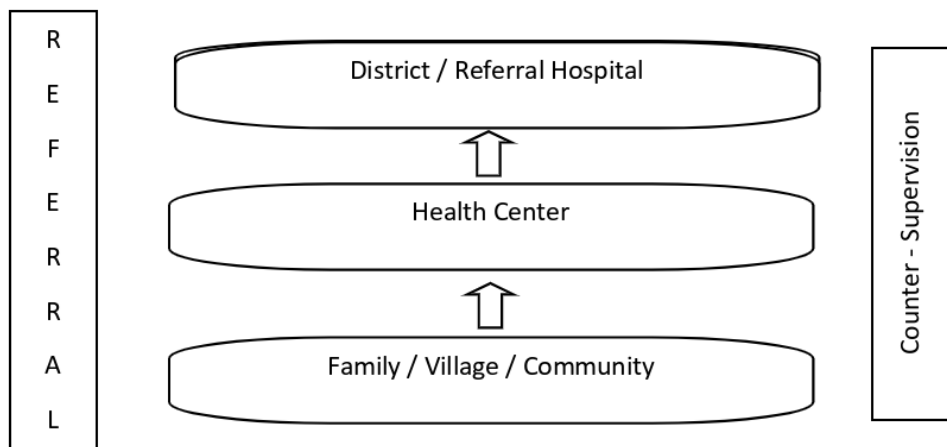 R
E
F
E
R
R
A
L
District / Referral Hospital
Health Center
Family / Village / Community
Counter - Supervision